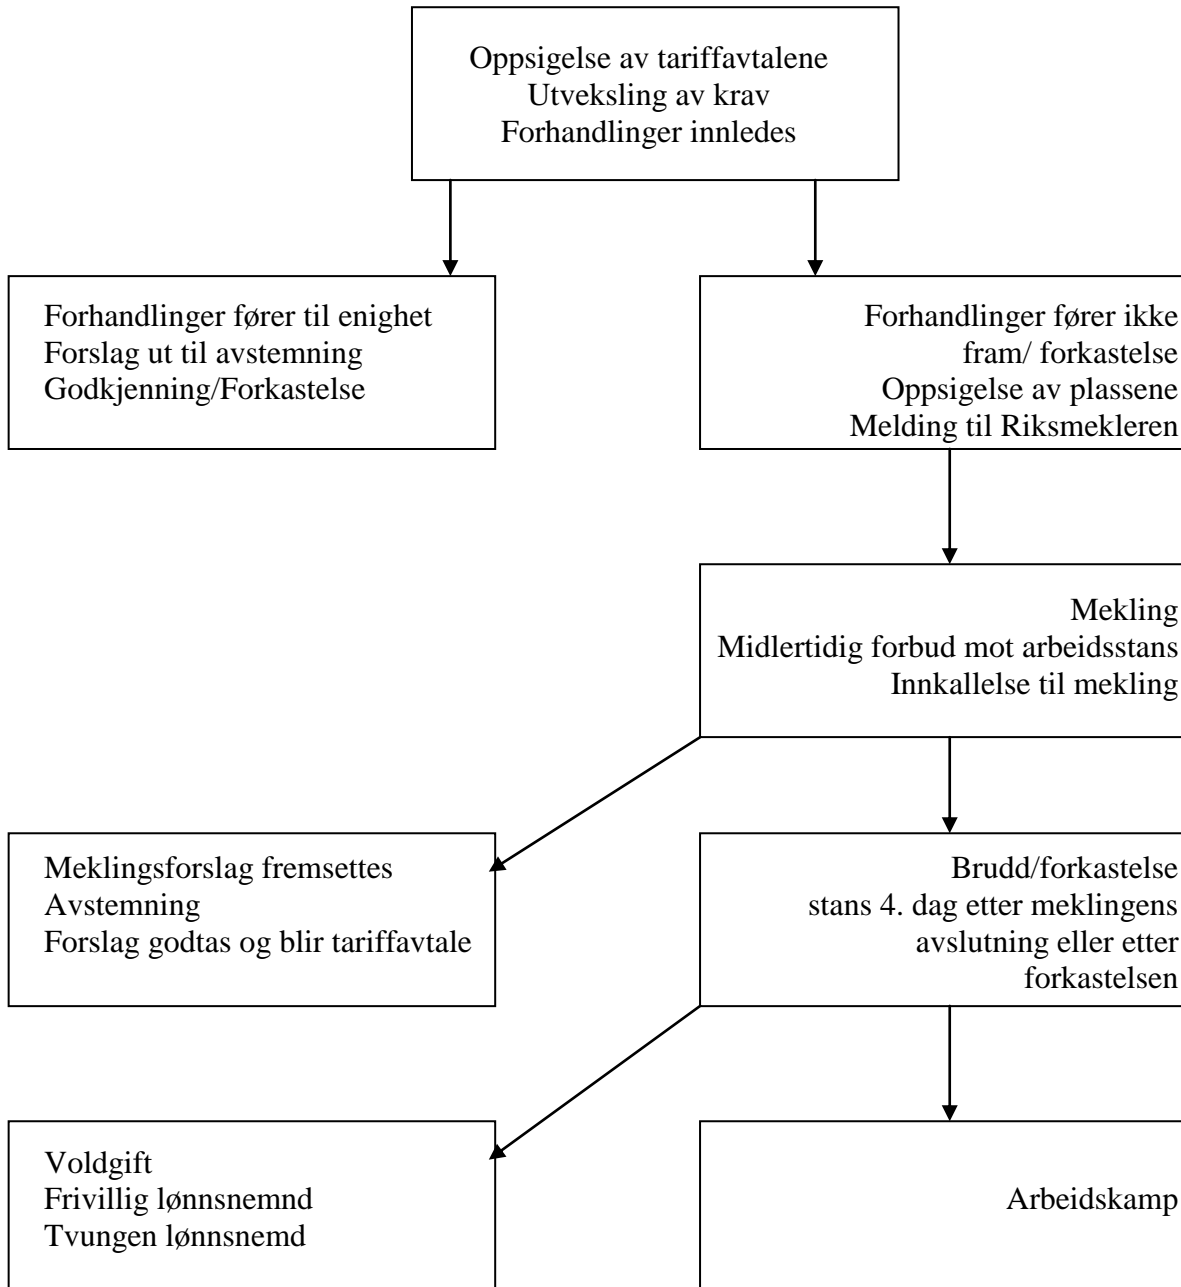 Oppsigelse av tariffavtalene
Utveksling av krav
Forhandlinger innledes
Forhandlinger fører til enighet
Forslag ut til avstemning
Godkjenning/Forkastelse
Forhandlinger fører ikke
fram/ forkastelse
Oppsigelse av plassene
Melding til Riksmekleren
Mekling
Midlertidig forbud mot arbeidsstans
Innkallelse til mekling
Meklingsforslag fremsettes
Avstemning
Forslag godtas og blir tariffavtale
Brudd/forkastelse
stans 4. dag etter meklingens
avslutning eller etter
forkastelsen
Voldgift
Frivillig lønnsnemnd
Tvungen lønnsnemd
Arbeidskamp